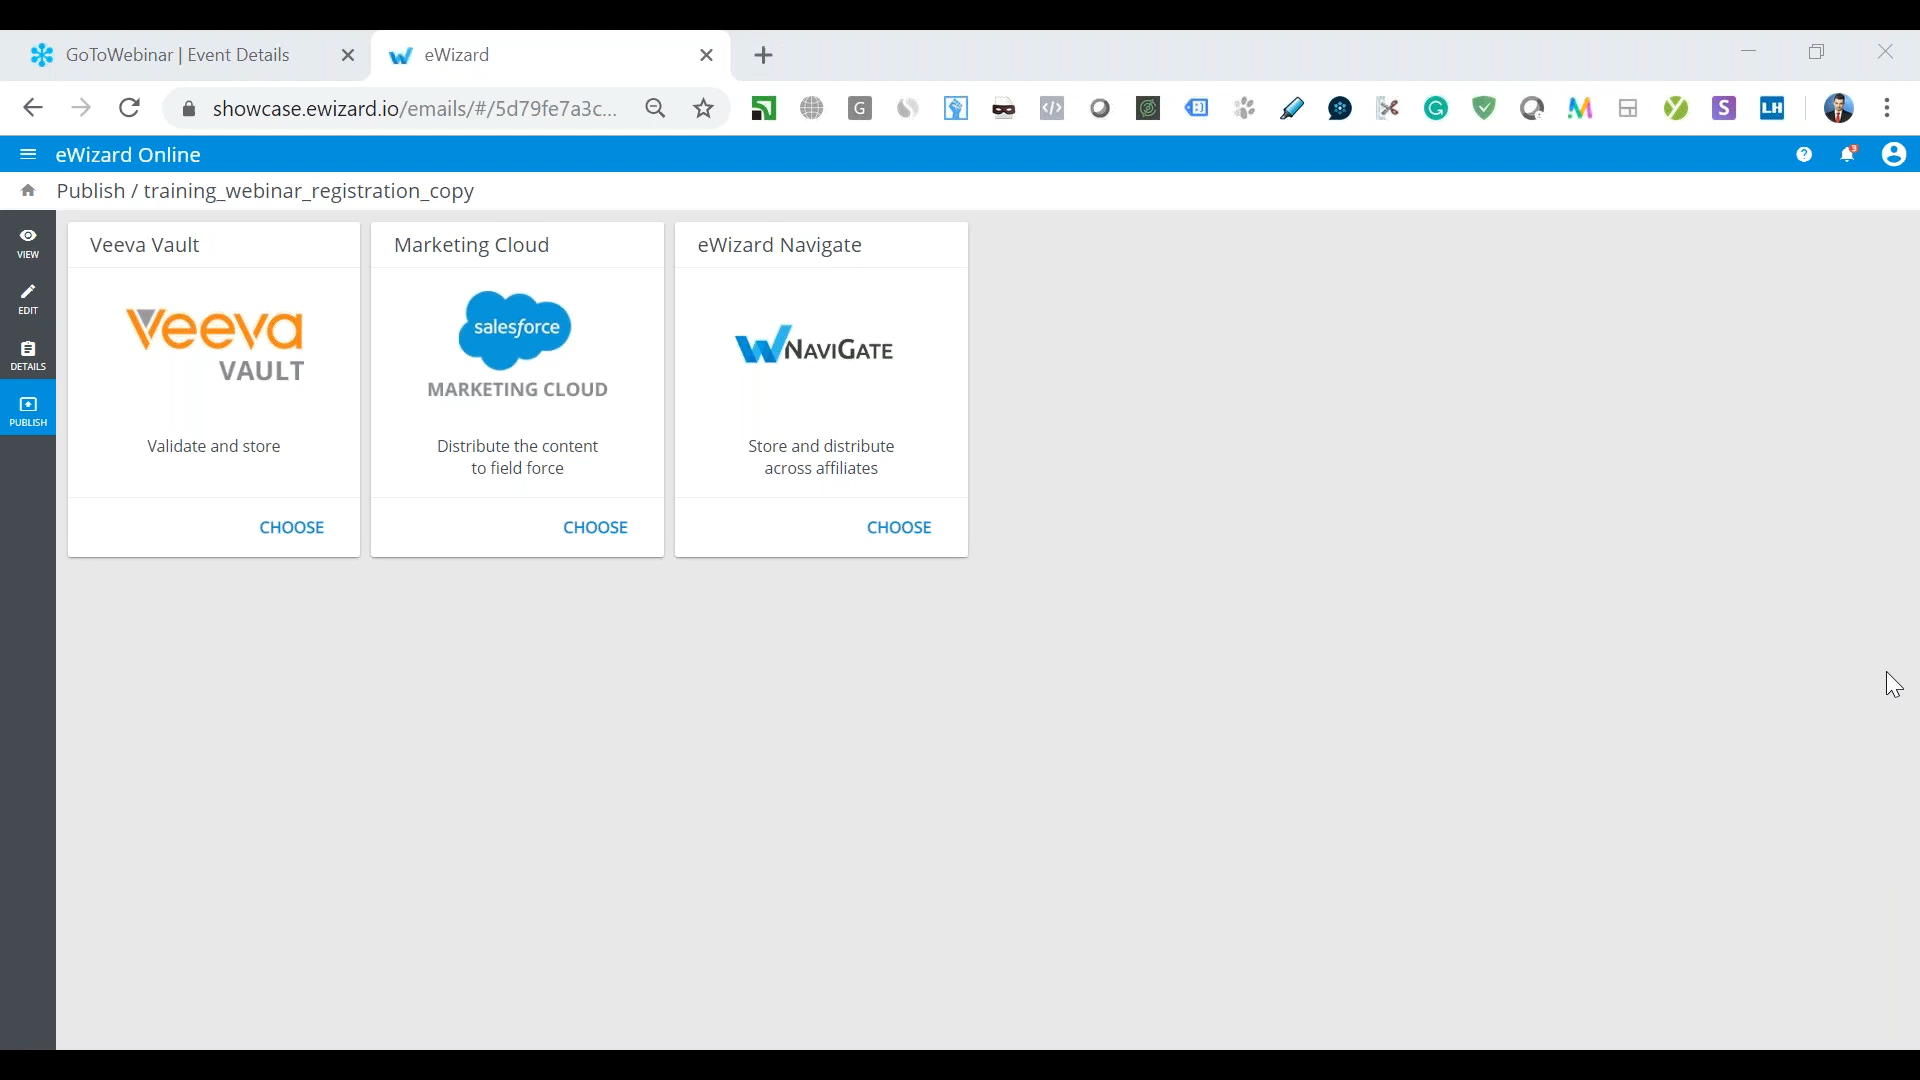 GoToWebinar | Event Details
eWizard
showcase.ewizard.io/emails/#/5d79fe7a3c...
G
S
LH
eWizard Online
3
Publish / training_webinar_registration_copy
VIEW
EDIT
DETAILS
PUBLISH
Veeva Vault
Veeva
VAULT
Validate and store
CHOOSE
Marketing Cloud
salesforce
MARKETING CLOUD
Distribute the content
to field force
CHOOSE
eWizard Navigate
NAVIGATE
Store and distribute
across affiliates
CHOOSE